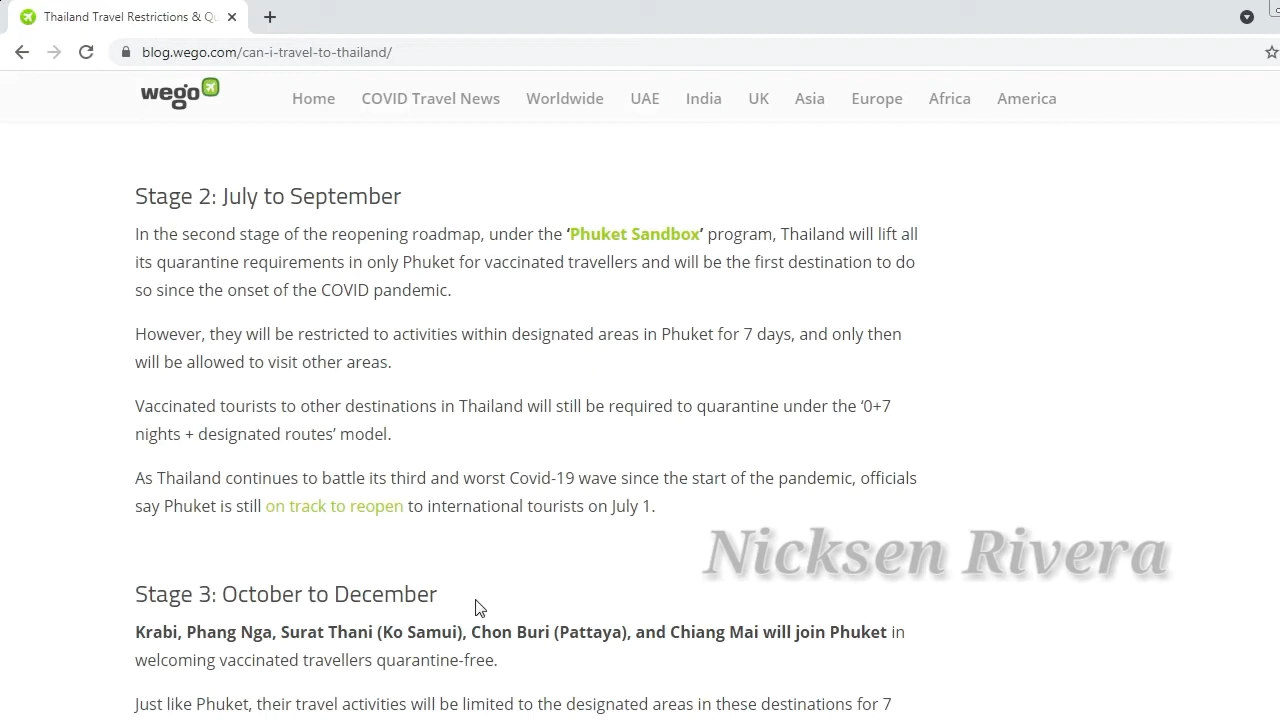 Thailand Travel Restrictions & Qu
blog.wego.com/can-i-travel-to-thailand/
wego
Home COVID Travel News Worldwide UAE India UK Asia Europe Africa America
Stage 2: July to September
In the second stage of the reopening roadmap, under the ‘Phuket Sandbox’ program, Thailand will lift all
its quarantine requirements in only Phuket for vaccinated travellers and will be the first destination to do
so since the onset of the COVID pandemic.
However, they will be restricted to activities within designated areas in Phuket for 7 days, and only then
will be allowed to visit other areas.
Vaccinated tourists to other destinations in Thailand will still be required to quarantine under the ‘0+7
nights + designated routes’ model.
As Thailand continues to battle its third and worst Covid-19 wave since the start of the pandemic, officials
say Phuket is still on track to reopen to international tourists on July 1.
Nicksen Rivera
Stage 3: October to December
Krabi, Phang Nga, Surat Thani (Ko Samui), Chon Buri (Pattaya), and Chiang Mai will join Phuket in
welcoming vaccinated travellers quarantine-free.
Just like Phuket, their travel activities will be limited to the designated areas in these destinations for 7